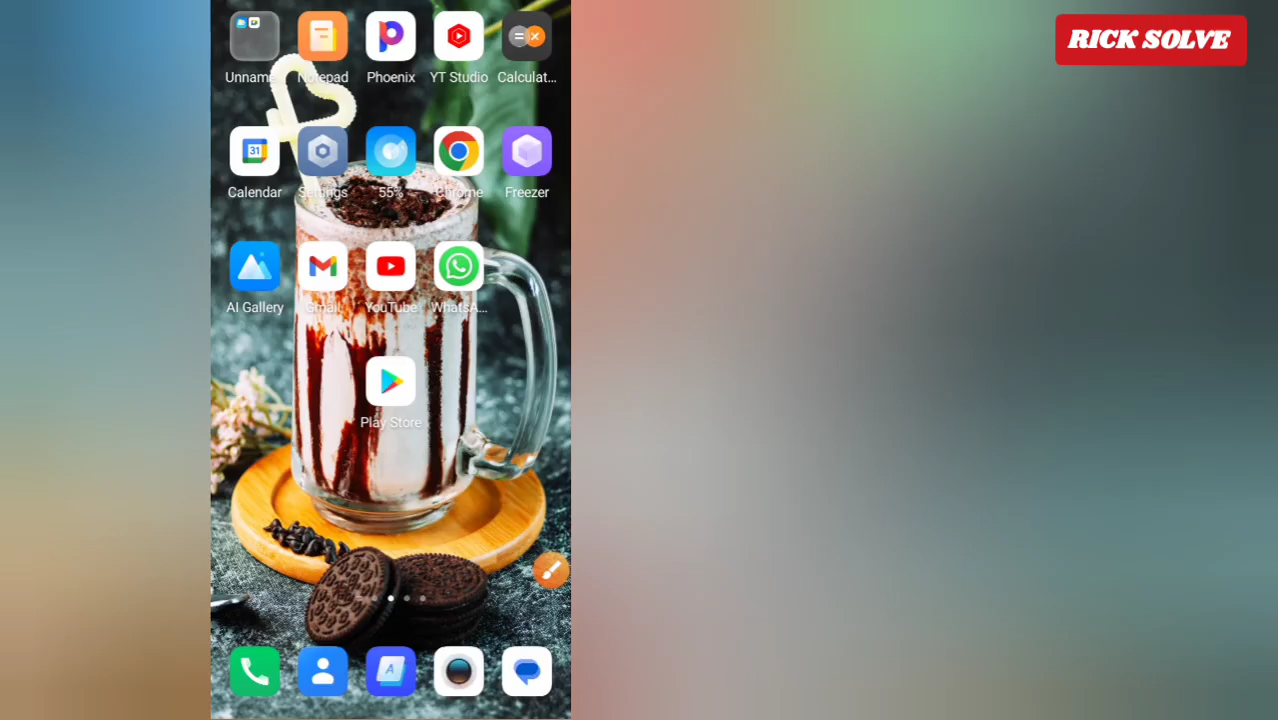 RICK SOLVE
Unname
Notepad
Phoenix
YT Studio
Calculat...
31
Calendar
Settings
55%
Chrome
Freezer
AI Gallery
Gmail
YouTube
WhatsA...
Play Store
A